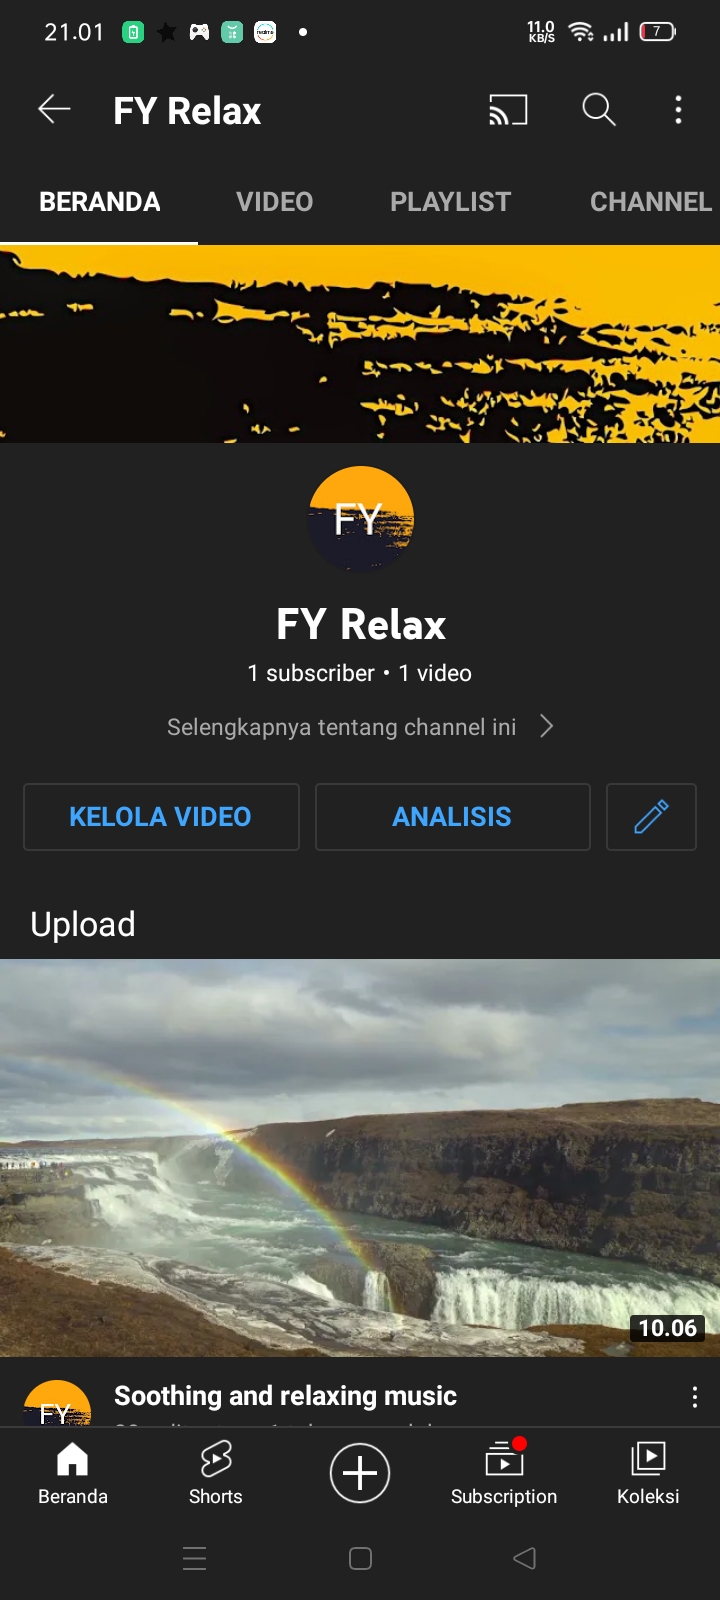 21.01
11.0
KB/S
7
FY Relax
BERANDA VIDEO PLAYLIST CHANNEL
FY
FY Relax
1 subscriber • 1 video
Selengkapnya tentang channel ini
KELOLA VIDEO ANALISIS
Upload
10.06
Soothing and relaxing music
FY
Beranda Shorts Subscription Koleksi